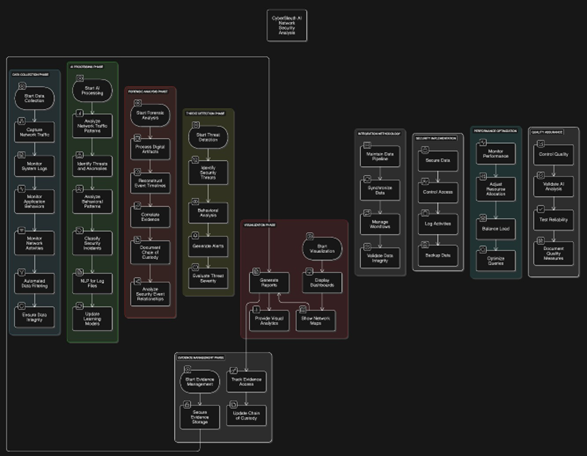 CyberSleuth AI
Network
Security
Analysis
DATA COLLECTION PHASE
Start Data
Collection
Capture
Network Traffic
Monitor
System Logs
Monitor
Application
Behaviors
Monitor
Network
Activities
Automated
Data Filtering
Ensure Data
Integrity
AI PROCESSING PHASE
Start AI
Processing
Analyze
Network Traffic
Patterns
Identify Threats
and Anomalies
Analyze
Behavioral
Patterns
Classify
Security
Incidents
NLP for Log
Files
Update
Learning
Models
FORENSIC ANALYSIS PHASE
Start Forensic
Analysis
Process Digital
Artifacts
Reconstruct
Event Timelines
Correlate
Evidence
Document
Chain of
Custody
Analyze
Security Event
Relationships
THREAT DETECTION PHASE
Start Threat
Detection
Identify
Security
Threats
Behavioral
Analysis
Generate Alerts
Evaluate Threat
Severity
VISUALIZATION PHASE
Start
Visualization
Generate
Reports
Display
Dashboards
Provide Visual
Analytics
Show Network
Maps
EVIDENCE MANAGEMENT PHASE
Start Evidence
Management
Secure
Evidence
Storage
Track Evidence
Access
Update Chain
of Custody
INTEGRATION METHODOLOGY
Maintain Data
Pipeline
Synchronize
Data
Manage
Workflows
Validate Data
Integrity
SECURITY IMPLEMENTATION
Secure Data
Control Access
Log Activities
Backup Data
PERFORMANCE OPTIMIZATION
Monitor
Performance
Adjust
Resource
Allocation
Balance Load
Optimize
Queries
QUALITY ASSURANCE
Control Quality
Validate AI
Analysis
Test Reliability
Document
Quality
Measures